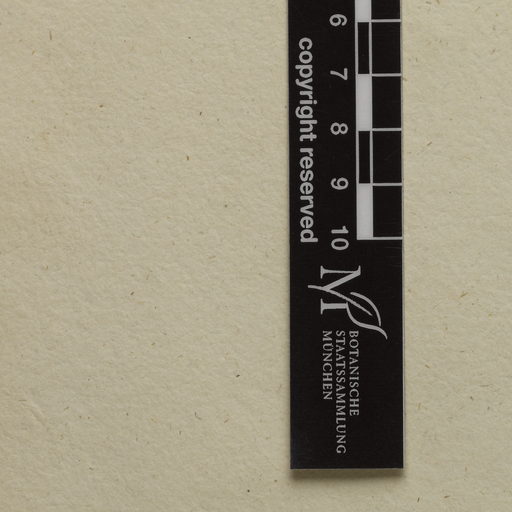 6 7 8 9 10
copyright reserved
BOTANISCHE
STAATSSAMMLUNG
MÜNCHEN